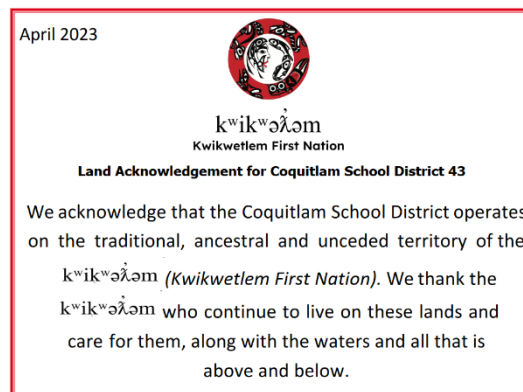 April 2023
kʷikʷəƛ̓əm
Kwikwetlem First Nation
Land Acknowledgement for Coquitlam School District 43
We acknowledge that the Coquitlam School District operates
on the traditional, ancestral and unceded territory of the
kʷikʷəƛ̓əm (Kwikwetlem First Nation). We thank the
kʷikʷəƛ̓əm who continue to live on these lands and
care for them, along with the waters and all that is
above and below.